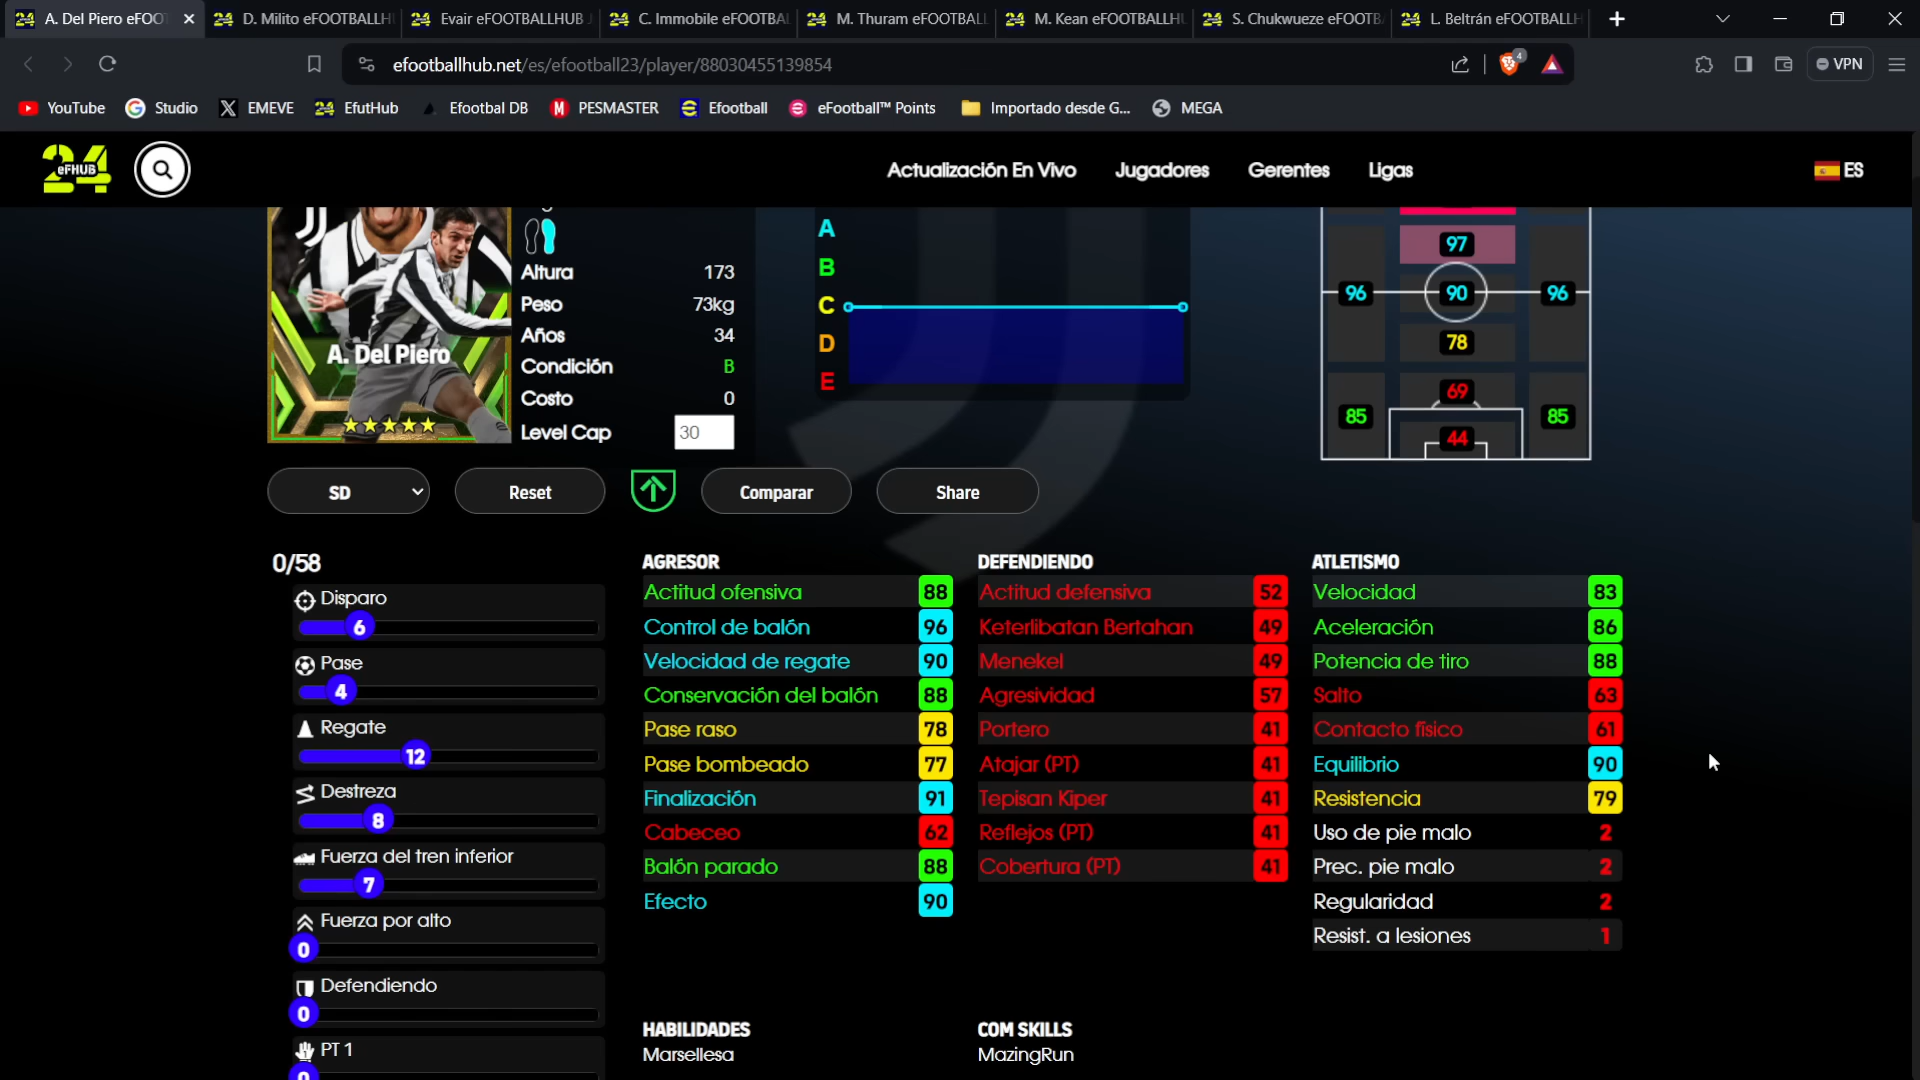 A. Del Piero eFOO
D. Milito eFOOTBALLH
Evair eFOOTBALLHUB
C. Immobile eFOOTBAL
M. Thuram eFOOTBALL
M. Kean eFOOTBALLH
S. Chukwueze eFOOTB
L. Beltrán eFOOTBALLH
efootballhub.net/es/efootball23/player/88030455139854
4
VPN
YouTube
Studio
EMEVE
EfutHub
Efootbal DB
PESMASTER
Efootball
eFootball™ Points
Importado desde G...
MEGA
24
eFHUB
Actualización En Vivo
Jugadores
Gerentes
Ligas
ES
A. Del Piero
Altura 173
Peso 73kg
Años 34
Condición B
Costo 0
Level Cap 30
A
B
C
D
E
97
96 90 96
78
69
85 85
44
SD
Reset
Comparar
Share
0/58
Disparo
6
Pase
4
Regate
12
Destreza
8
Fuerza del tren inferior
7
Fuerza por alto
0
Defendiendo
0
PT 1
0
AGRESOR
Actitud ofensiva 88
Control de balón 96
Velocidad de regate 90
Conservación del balón 88
Pase raso 78
Pase bombeado 77
Finalización 91
Cabeceo 62
Balón parado 88
Efecto 90
DEFENDIENDO
Actitud defensiva 52
Keterlibatan Bertahan 49
Menekel 49
Agresividad 57
Portero 41
Atajar (PT) 41
Tepisan Kiper 41
Reflejos (PT) 41
Cobertura (PT) 41
ATLETISMO
Velocidad 83
Aceleración 86
Potencia de tiro 88
Salto 63
Contacto físico 61
Equilibrio 90
Resistencia 79
Uso de pie malo 2
Prec. pie malo 2
Regularidad 2
Resist. a lesiones 1
HABILIDADES
Marsellesa
COM SKILLS
MazingRun